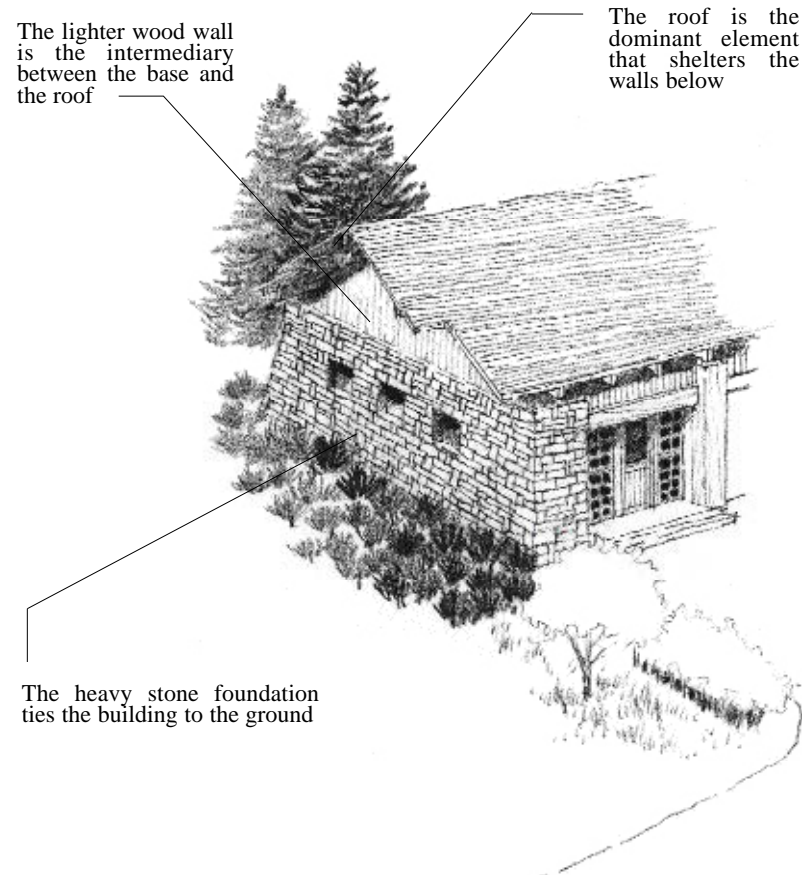 The lighter wood wall
is the intermediary
between the base and
the roof
The roof is the
dominant element
that shelters the
walls below
The heavy stone foundation
ties the building to the ground